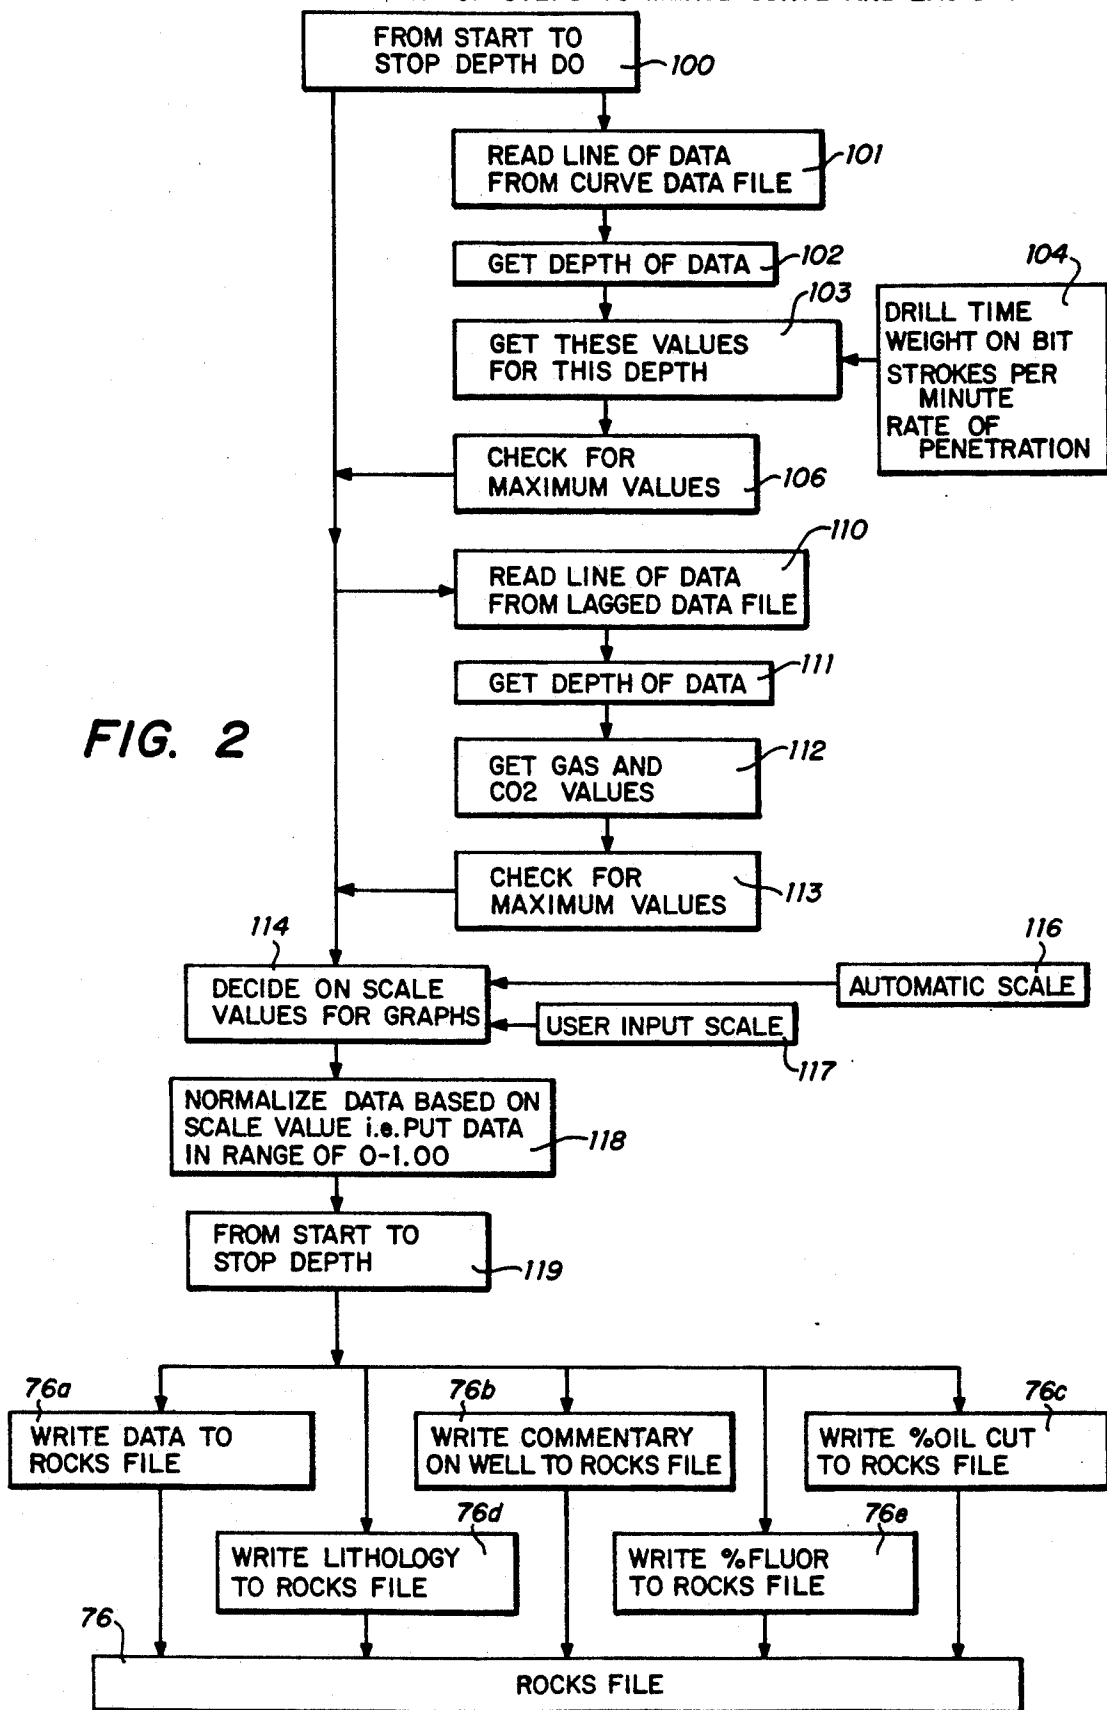 FROM START TO
STOP DEPTH DO
100
READ LINE OF DATA
FROM CURVE DATA FILE
101
GET DEPTH OF DATA
102
103
GET THESE VALUES
FOR THIS DEPTH
104
DRILL TIME
WEIGHT ON BIT
STROKES PER
MINUTE
RATE OF
PENETRATION
CHECK FOR
MAXIMUM VALUES
106
110
READ LINE OF DATA
FROM LAGGED DATA FILE
111
GET DEPTH OF DATA
FIG. 2
GET GAS AND
CO2 VALUES
112
CHECK FOR
MAXIMUM VALUES
113
114
DECIDE ON SCALE
VALUES FOR GRAPHS
116
AUTOMATIC SCALE
USER INPUT SCALE
117
NORMALIZE DATA BASED ON
SCALE VALUE i.e. PUT DATA
IN RANGE OF 0-1.00
118
FROM START TO
STOP DEPTH
119
76a
WRITE DATA TO
ROCKS FILE
76b
WRITE COMMENTARY
ON WELL TO ROCKS FILE
76c
WRITE %OIL CUT
TO ROCKS FILE
76d
WRITE LITHOLOGY
TO ROCKS FILE
76e
WRITE %FLUOR
TO ROCKS FILE
76
ROCKS FILE